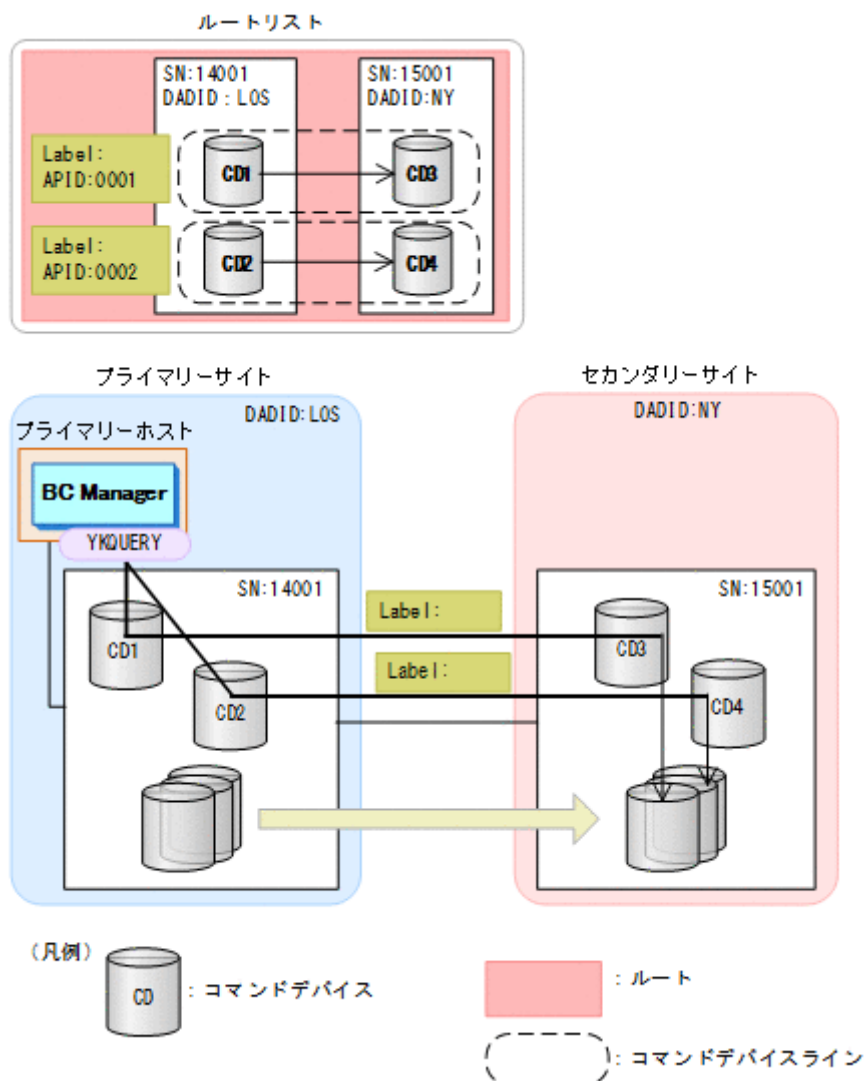 ルートリスト
SN:14001
DADID：LOS
SN:15001
DADID:NY
Label:
APID:0001
CD1
CD3
Label:
APID:0002
CD2
CD4
プライマリーサイト
セカンダリーサイト
DADID:LOS
DADID:NY
プライマリーホスト
BC Manager
YKQUERY
SN:14001
SN:15001
Label:
CD1
CD3
Label:
CD2
CD4
（凡例）
CD
：コマンドデバイス
：ルート
：コマンドデバイスライン